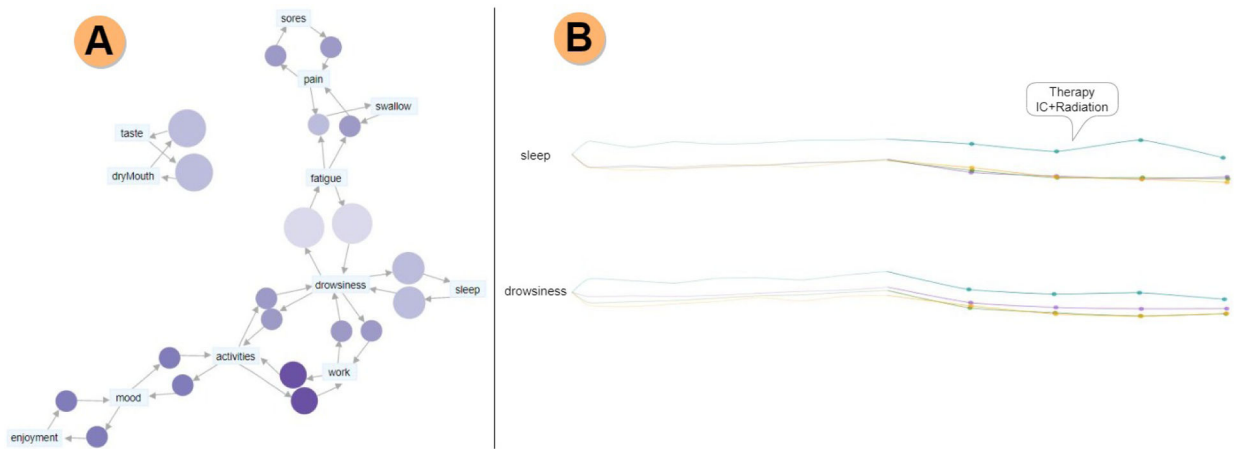 A
sores
pain
swallow
taste
dryMouth
fatigue
drowsiness
sleep
activities
work
mood
enjoyment
B
Therapy
IC+Radiation
sleep
drowsiness